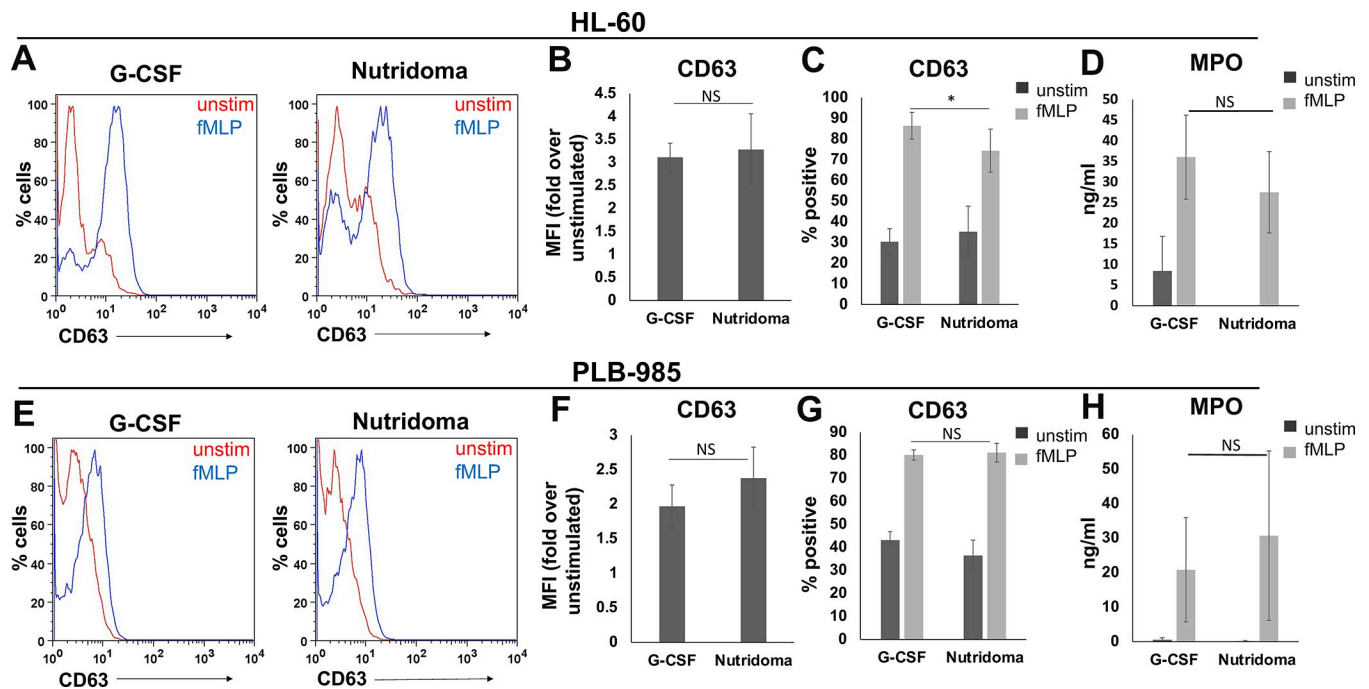 HL-60
A
G-CSF
unstim
fMLP
% cells
100
80
60
40
20
0
10^0 10^1 10^2 10^3 10^4
CD63
Nutridoma
unstim
fMLP
% cells
100
80
60
40
20
0
10^0 10^1 10^2 10^3 10^4
CD63
B
CD63
NS
MFI (fold over
unstimulated)
4.5
4
3.5
3
2.5
2
1.5
1
0.5
0
G-CSF Nutridoma
C
CD63
unstim
fMLP
*
% positive
100
90
80
70
60
50
40
30
20
10
0
G-CSF Nutridoma
D
MPO
unstim
fMLP
NS
ng/ml
50
45
40
35
30
25
20
15
10
5
0
G-CSF Nutridoma
PLB-985
E
G-CSF
unstim
fMLP
% cells
100
80
60
40
20
0
10^0 10^1 10^2 10^3 10^4
CD63
Nutridoma
unstim
fMLP
% cells
100
80
60
40
20
0
10^0 10^1 10^2 10^3 10^4
CD63
F
CD63
NS
MFI (fold over
unstimulated)
3
2.5
2
1.5
1
0.5
0
G-CSF Nutridoma
G
CD63
unstim
fMLP
NS
% positive
90
80
70
60
50
40
30
20
10
0
G-CSF Nutridoma
H
MPO
unstim
fMLP
NS
ng/ml
60
50
40
30
20
10
0
G-CSF Nutridoma